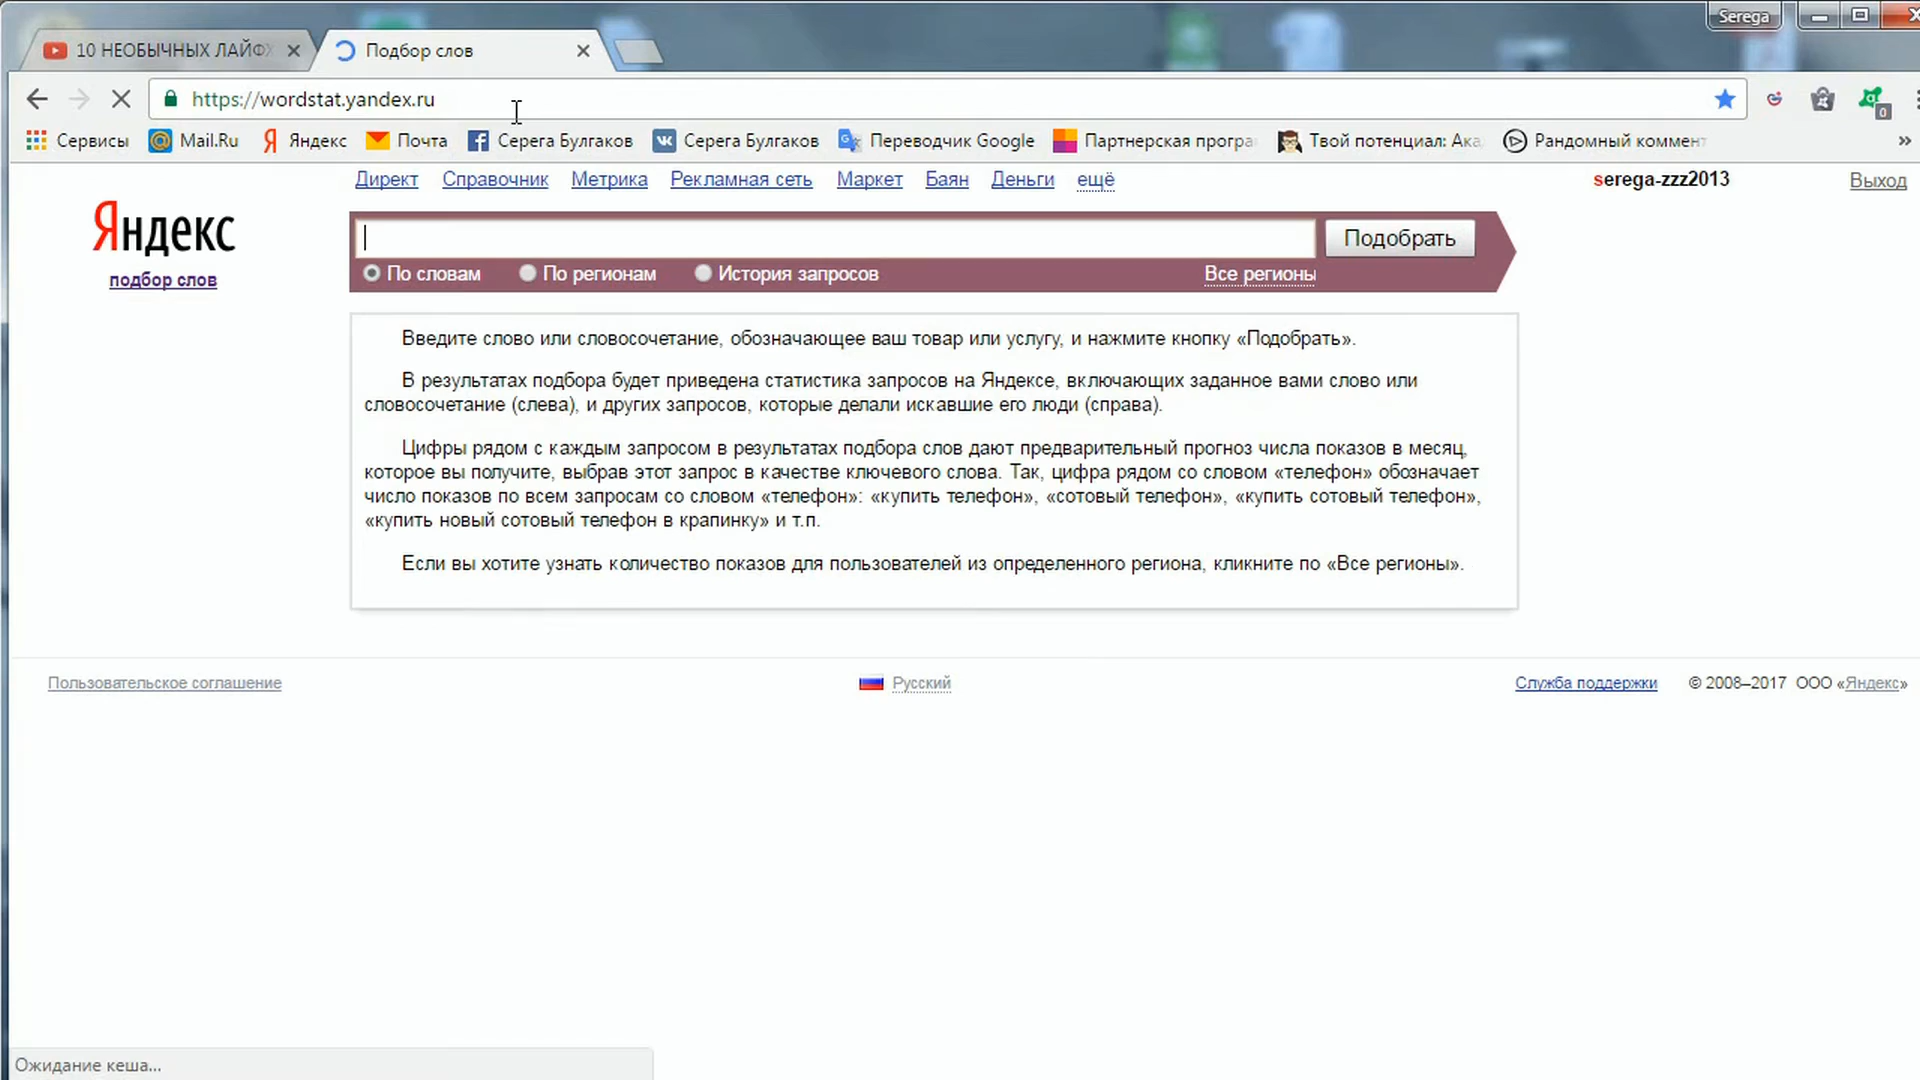 Serega
10 НЕОБЫЧНЫХ ЛАЙФХ
Подбор слов
https://wordstat.yandex.ru
Сервисы Mail.Ru Яндекс Почта Серега Булгаков Серега Булгаков Переводчик Google Партнерская програ Твой потенциал: Ака Рандомный коммент »
0
Директ Справочник Метрика Рекламная сеть Маркет Баян Деньги ещё serega-zzz2013 Выход
Яндекс
подбор слов
Подобрать
По словам По регионам История запросов Все регионы
Введите слово или словосочетание, обозначающее ваш товар или услугу, и нажмите кнопку «Подобрать».
В результатах подбора будет приведена статистика запросов на Яндексе, включающих заданное вами слово или
словосочетание (слева), и других запросов, которые делали искавшие его люди (справа).
Цифры рядом с каждым запросом в результатах подбора слов дают предварительный прогноз числа показов в месяц,
которое вы получите, выбрав этот запрос в качестве ключевого слова. Так, цифра рядом со словом «телефон» обозначает
число показов по всем запросам со словом «телефон»: «купить телефон», «сотовый телефон», «купить сотовый телефон»,
«купить новый сотовый телефон в крапинку» и т.п.
Если вы хотите узнать количество показов для пользователей из определенного региона, кликните по «Все регионы».
Пользовательское соглашение Русский Служба поддержки © 2008–2017 ООО «Яндекс»
Ожидание кеша...